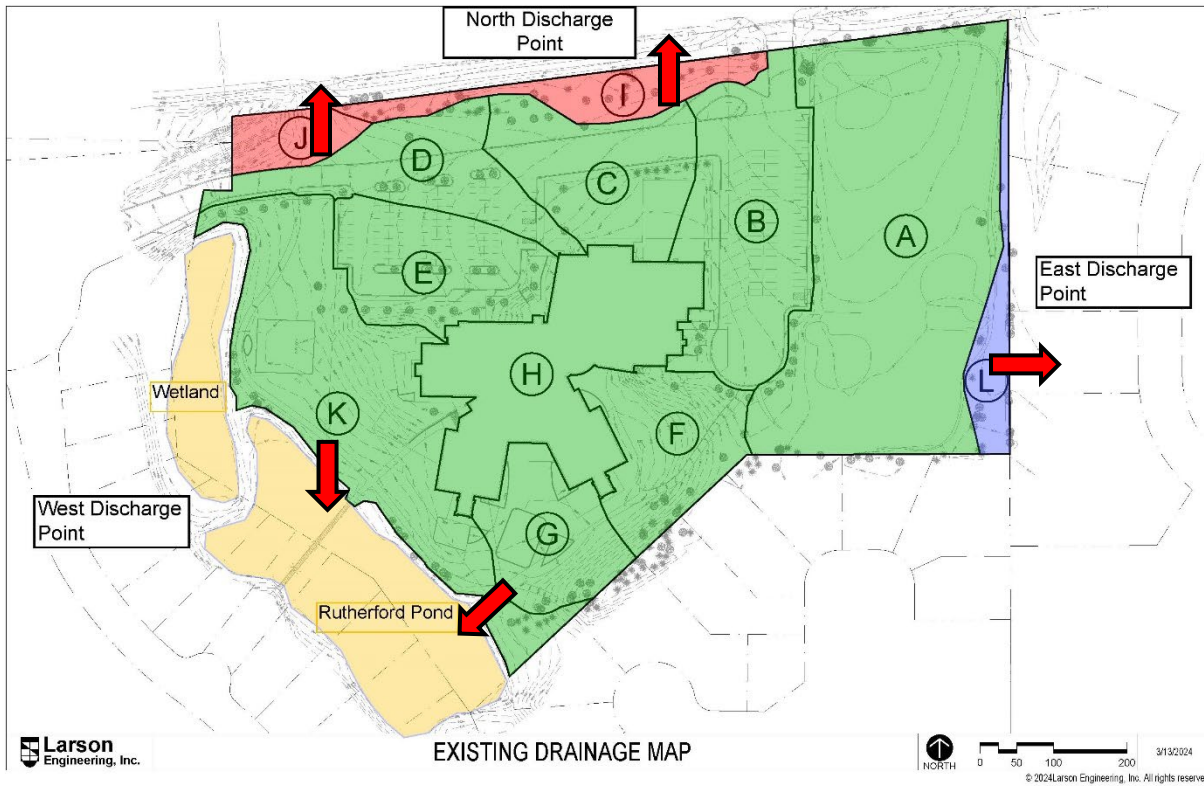 North Discharge
Point
I
J
D
C
B
A
E
East Discharge
Point
H
L
Wetland
K
F
West Discharge
Point
G
Rutherford Pond
Larson
Engineering, Inc.
EXISTING DRAINAGE MAP
NORTH
0 50 100 200
3/13/2024
© 2024Larson Engineering, Inc. All rights reserve